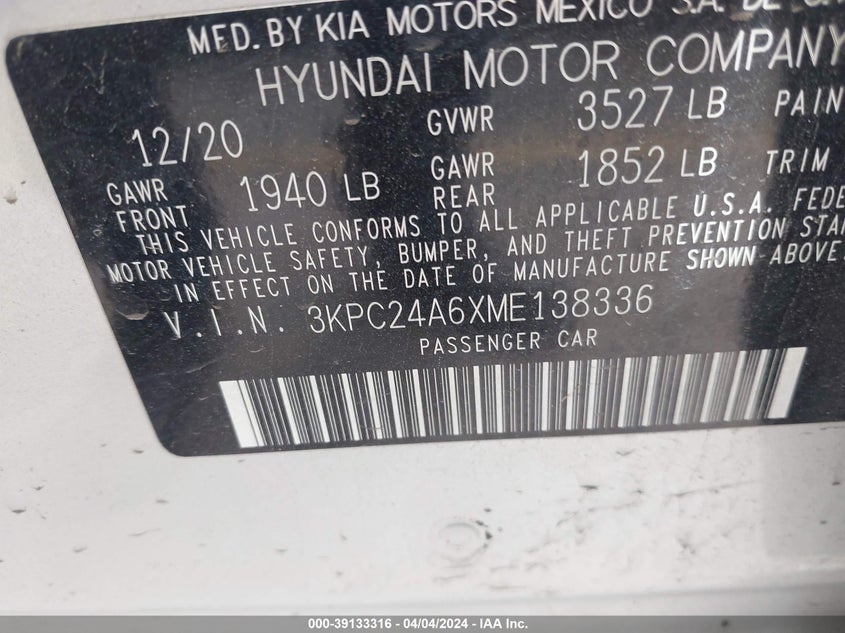 MED. BY KIA MOTORS MEXICO S.A. DE
HYUNDAI MOTOR COMPANY
12/20 GVWR 3527 LB PAIN
GAWR FRONT 1940 LB GAWR REAR 1852 LB TRIM
THIS VEHICLE CONFORMS TO ALL APPLICABLE U.S.A. FEDE
MOTOR VEHICLE SAFETY, BUMPER, AND THEFT PREVENTION STA
IN EFFECT ON THE DATE OF MANUFACTURE SHOWN ABOVE.
V.I.N. 3KPC24A6XME138336
PASSENGER CAR
000-39133316 - 04/04/2024 - IAA Inc.